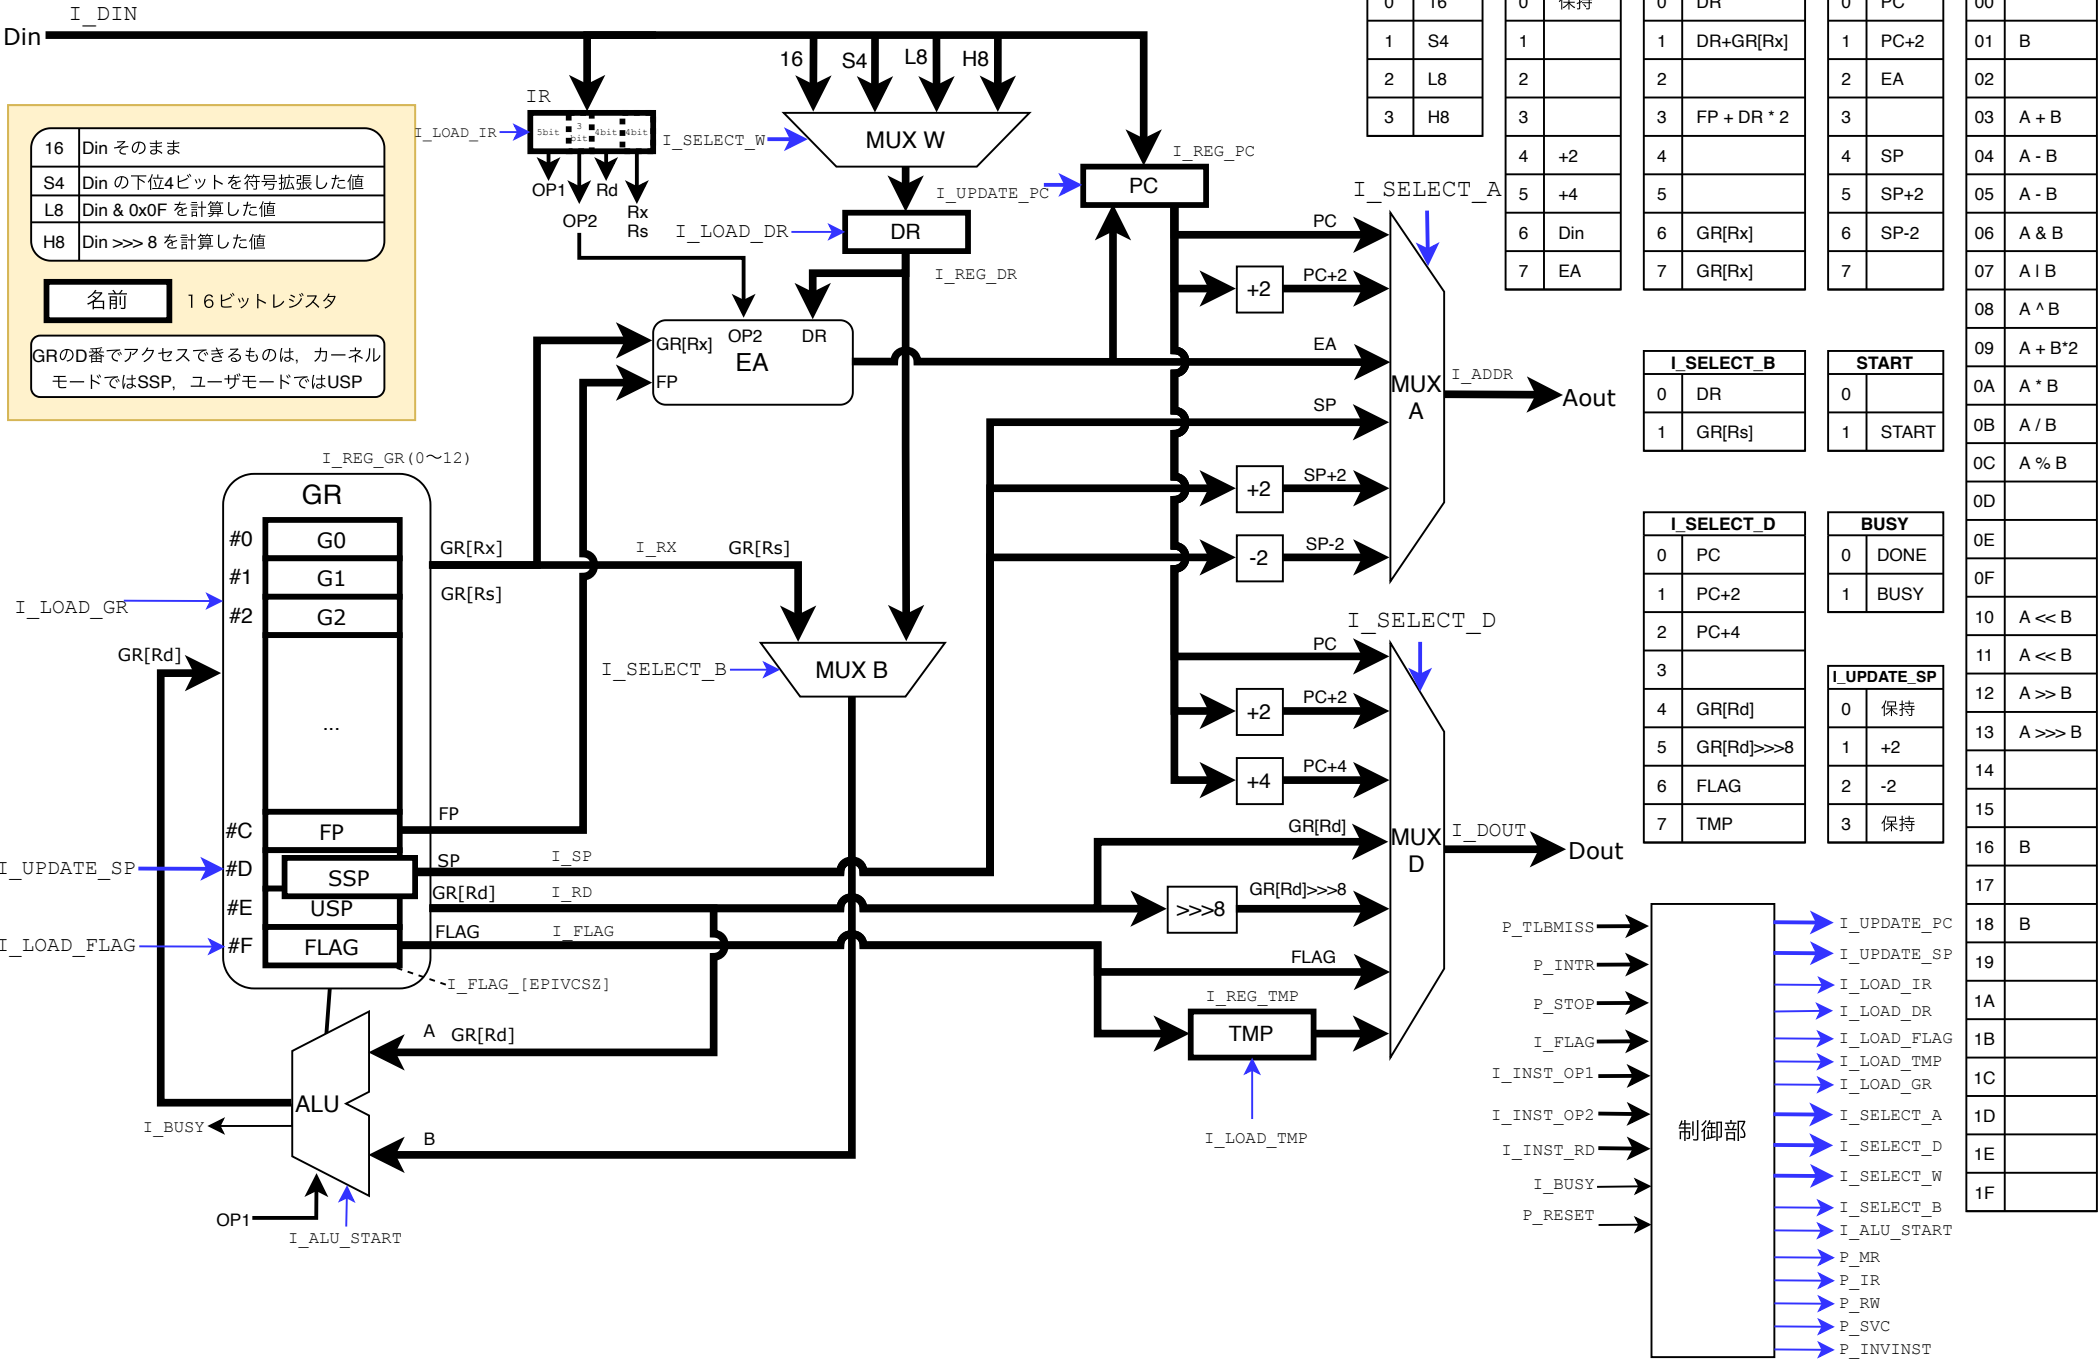 I_DIN
Din
16
S4
L8
H8
IR
I_LOAD_IR
5bit
3
bit
4bit
4bit
OP1
OP2
Rd
Rx
Rs
I_SELECT_W
MUX W
I_LOAD_DR
DR
I_REG_DR
I_REG_PC
I_UPDATE_PC
PC
16 Din そのまま
S4 Din の下位4ビットを符号拡張した値
L8 Din & 0x0F を計算した値
H8 Din >>> 8 を計算した値
名前 16ビットレジスタ
GRのD番でアクセスできるものは，カーネル
モードではSSP，ユーザモードではUSP
GR[Rx]
OP2
DR
EA
FP
I_SELECT_A
PC
+2
PC+2
EA
SP
+2
SP+2
-2
SP-2
MUX
A
I_ADDR
Aout
I_REG_GR(0〜12)
GR
#0 G0
#1 G1
#2 G2
...
#C FP
#D SSP
#E USP
#F FLAG
I_LOAD_GR
GR[Rd]
I_UPDATE_SP
I_LOAD_FLAG
GR[Rx]
GR[Rs]
I_RX
GR[Rs]
I_SELECT_B
MUX B
FP
SP
I_SP
GR[Rd]
I_RD
FLAG
I_FLAG
I_FLAG_[EPIVCSZ]
A
GR[Rd]
ALU
B
I_BUSY
OP1
I_ALU_START
I_SELECT_D
PC
+2
PC+2
+4
PC+4
GR[Rd]
>>>8
GR[Rd]>>>8
FLAG
I_REG_TMP
TMP
I_LOAD_TMP
MUX
D
I_DOUT
Dout
0 16
1 S4
2 L8
3 H8
0 保持
1
2
3
4 +2
5 +4
6 Din
7 EA
0 DR
1 DR+GR[Rx]
2
3 FP + DR * 2
4
5
6 GR[Rx]
7 GR[Rx]
0 PC
1 PC+2
2 EA
3
4 SP
5 SP+2
6 SP-2
7
00
01 B
02
03 A + B
04 A - B
05 A - B
06 A & B
07 A | B
08 A ^ B
09 A + B*2
0A A * B
0B A / B
0C A % B
0D
0E
0F
10 A << B
11 A << B
12 A >> B
13 A >>> B
14
15
16 B
17
18 B
19
1A
1B
1C
1D
1E
1F
I_SELECT_B
0 DR
1 GR[Rs]
START
0
1 START
I_SELECT_D
0 PC
1 PC+2
2 PC+4
3
4 GR[Rd]
5 GR[Rd]>>>8
6 FLAG
7 TMP
BUSY
0 DONE
1 BUSY
I_UPDATE_SP
0 保持
1 +2
2 -2
3 保持
P_TLBMISS
P_INTR
P_STOP
I_FLAG
I_INST_OP1
I_INST_OP2
I_INST_RD
I_BUSY
P_RESET
制御部
I_UPDATE_PC
I_UPDATE_SP
I_LOAD_IR
I_LOAD_DR
I_LOAD_FLAG
I_LOAD_TMP
I_LOAD_GR
I_SELECT_A
I_SELECT_D
I_SELECT_W
I_SELECT_B
I_ALU_START
P_MR
P_IR
P_RW
P_SVC
P_INVINST